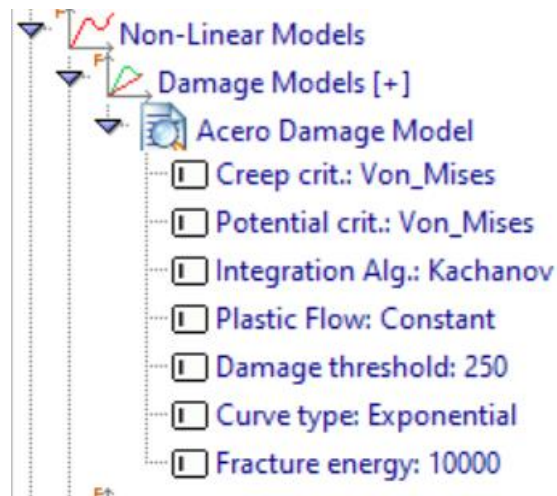 Non-Linear Models
Damage Models [+]
Acero Damage Model
Creep crit.: Von_Mises
Potential crit.: Von_Mises
Integration Alg.: Kachanov
Plastic Flow: Constant
Damage threshold: 250
Curve type: Exponential
Fracture energy: 10000